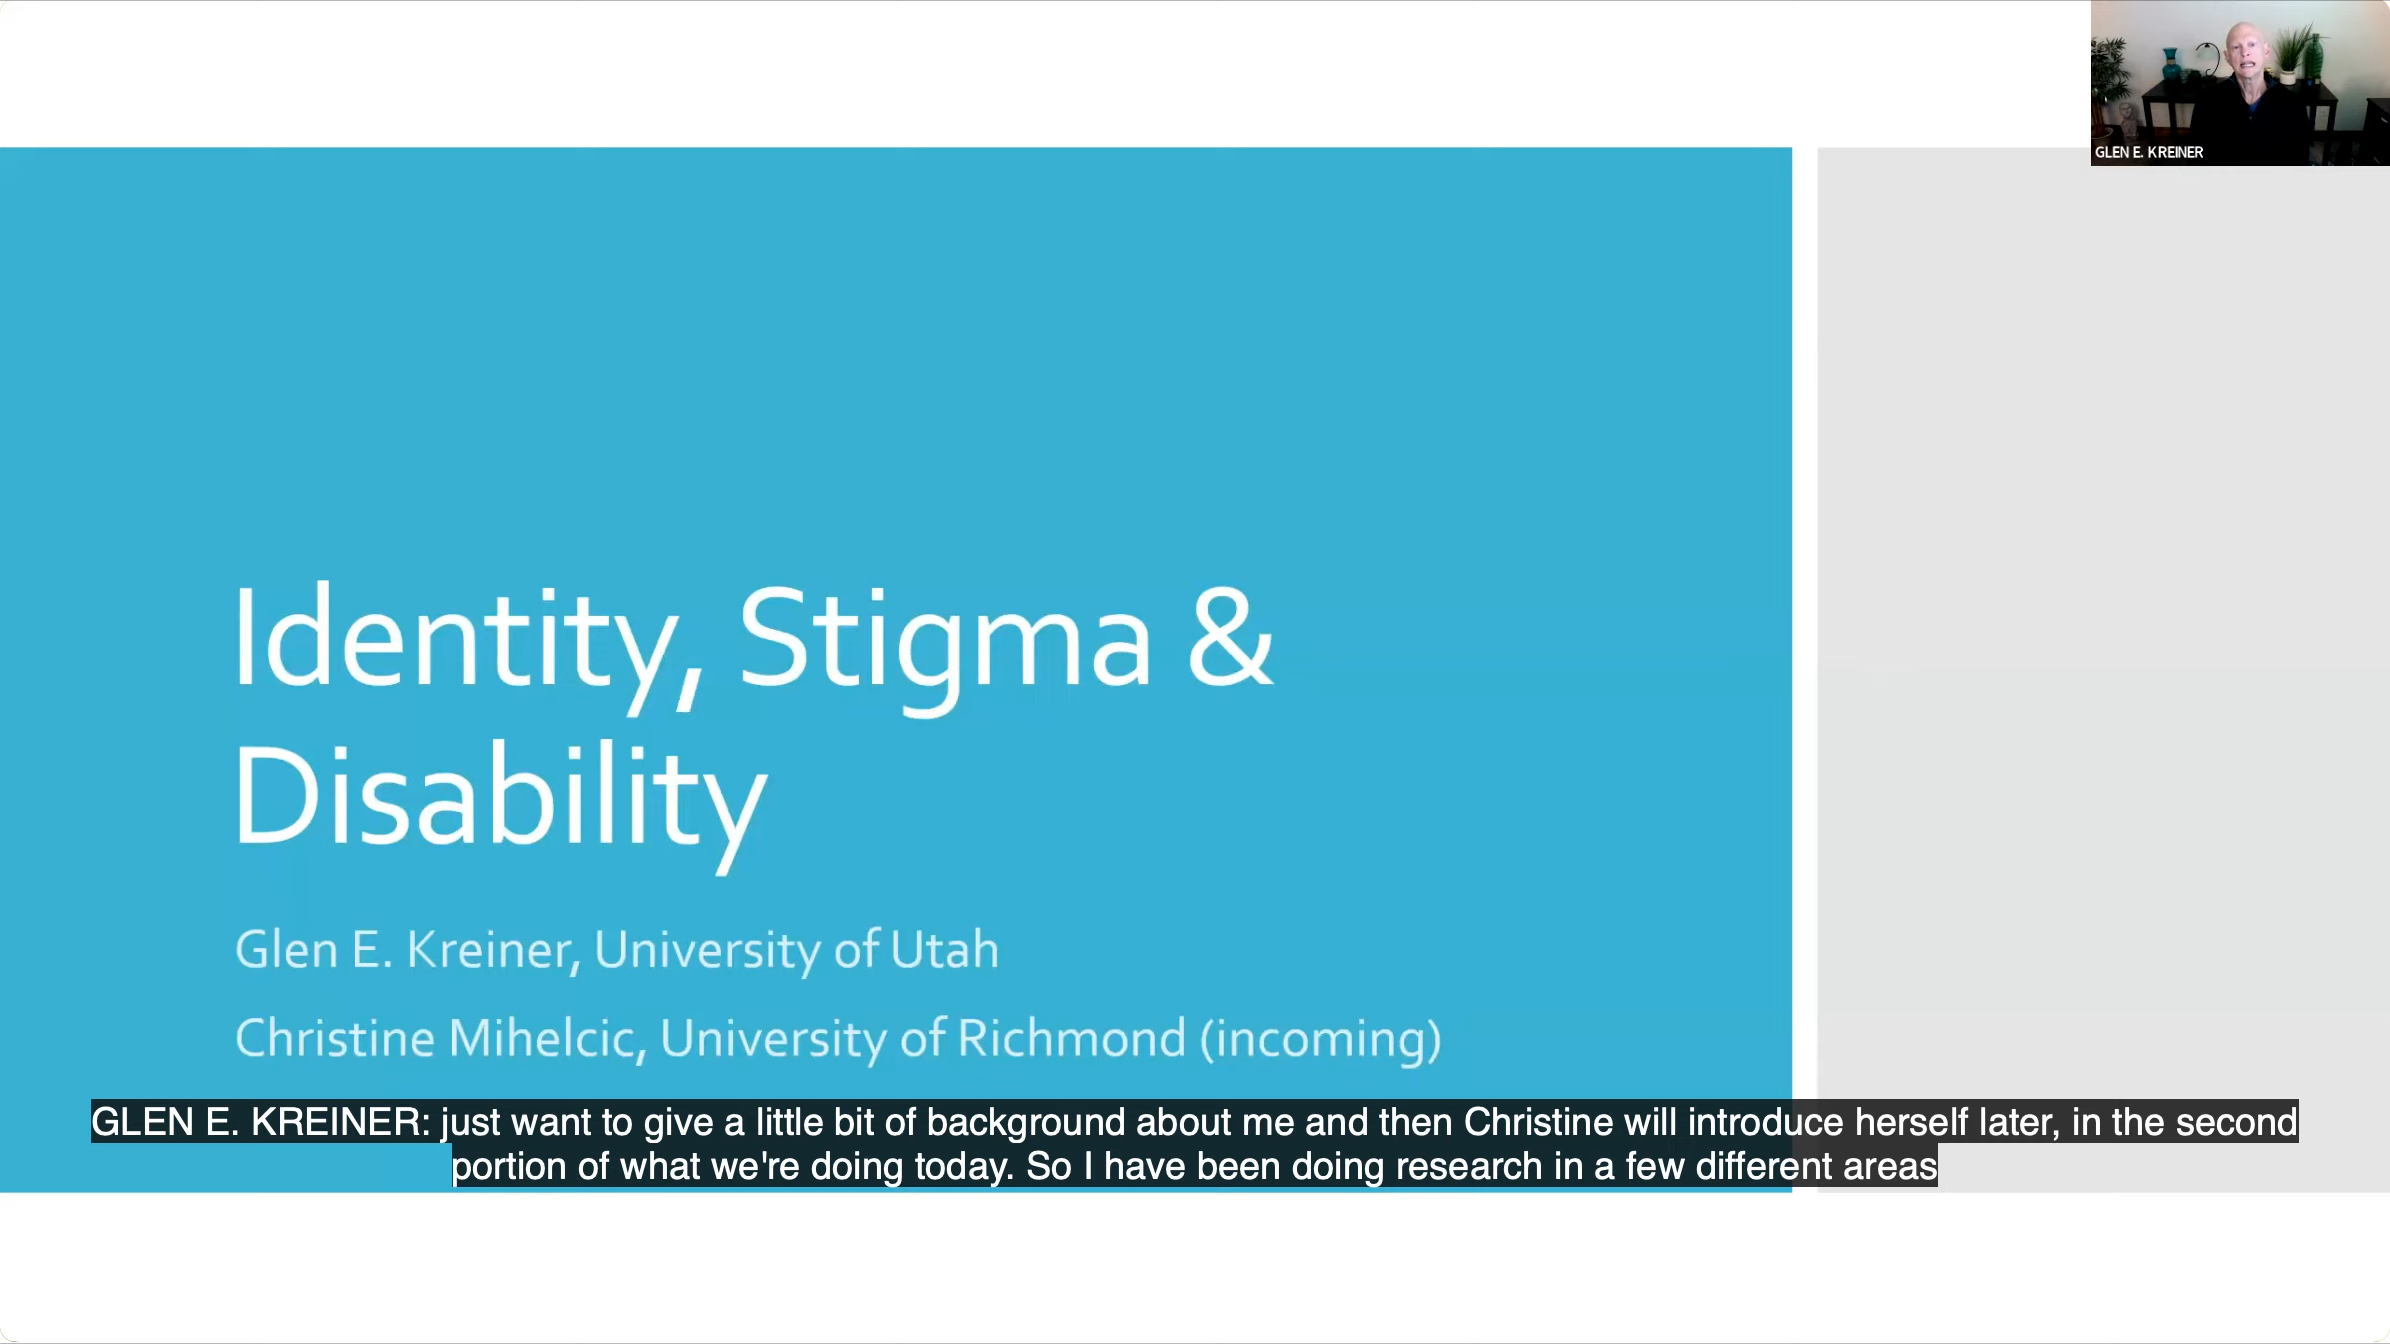 GLEN E. KREINER
Identity, Stigma &
Disability
Glen E. Kreiner, University of Utah
Christine Mihelcic, University of Richmond (incoming)
GLEN E. KREINER: just want to give a little bit of background about me and then Christine will introduce herself later, in the second
portion of what we're doing today. So I have been doing research in a few different areas